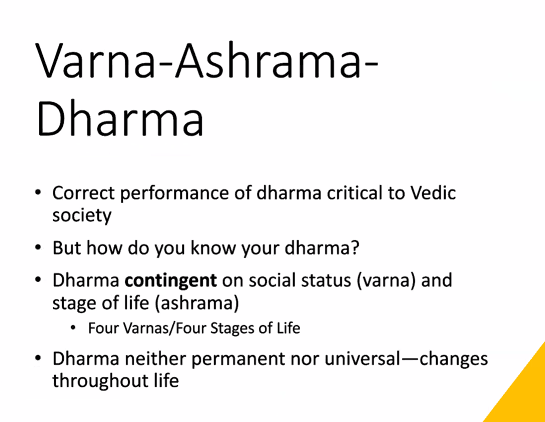 Varna-Ashrama-
Dharma
• Correct performance of dharma critical to Vedic
society
• But how do you know your dharma?
• Dharma contingent on social status (varna) and
stage of life (ashrama)
• Four Varnas/Four Stages of Life
• Dharma neither permanent nor universal—changes
throughout life